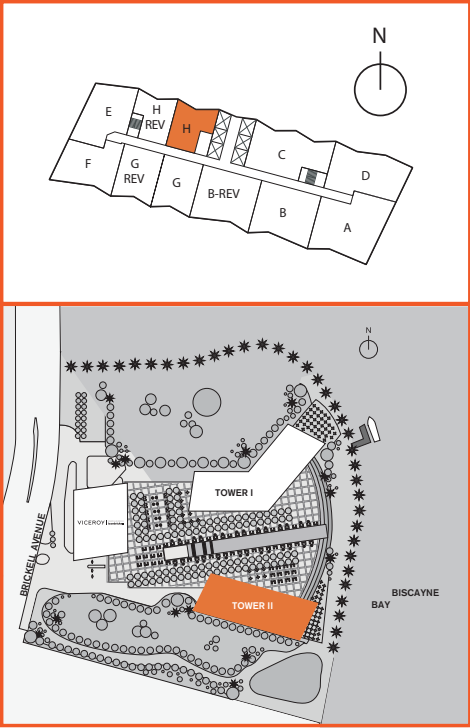 N
E
H
REV
H
C
D
F
G
REV
G
B-REV
B
A
N
TOWER I
VICEROY
BRICKELL AVENUE
BISCAYNE
BAY
TOWER II